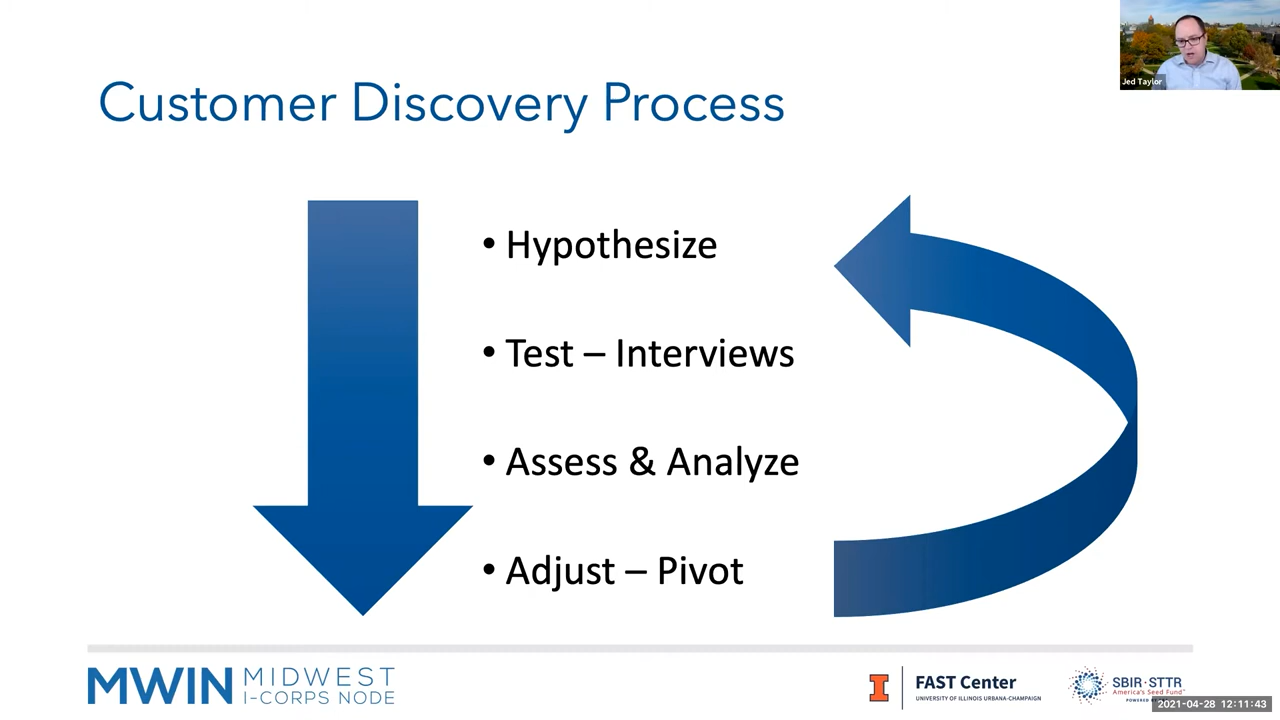 Jed Taylor
Customer Discovery Process
• Hypothesize
• Test – Interviews
• Assess & Analyze
• Adjust – Pivot
MWIN MIDWEST
I-CORPS NODE
I FAST Center
UNIVERSITY OF ILLINOIS URBANA-CHAMPAIGN
SBIR·STTR
America's Seed Fund
POWERED
2021-04-28 12:11:43